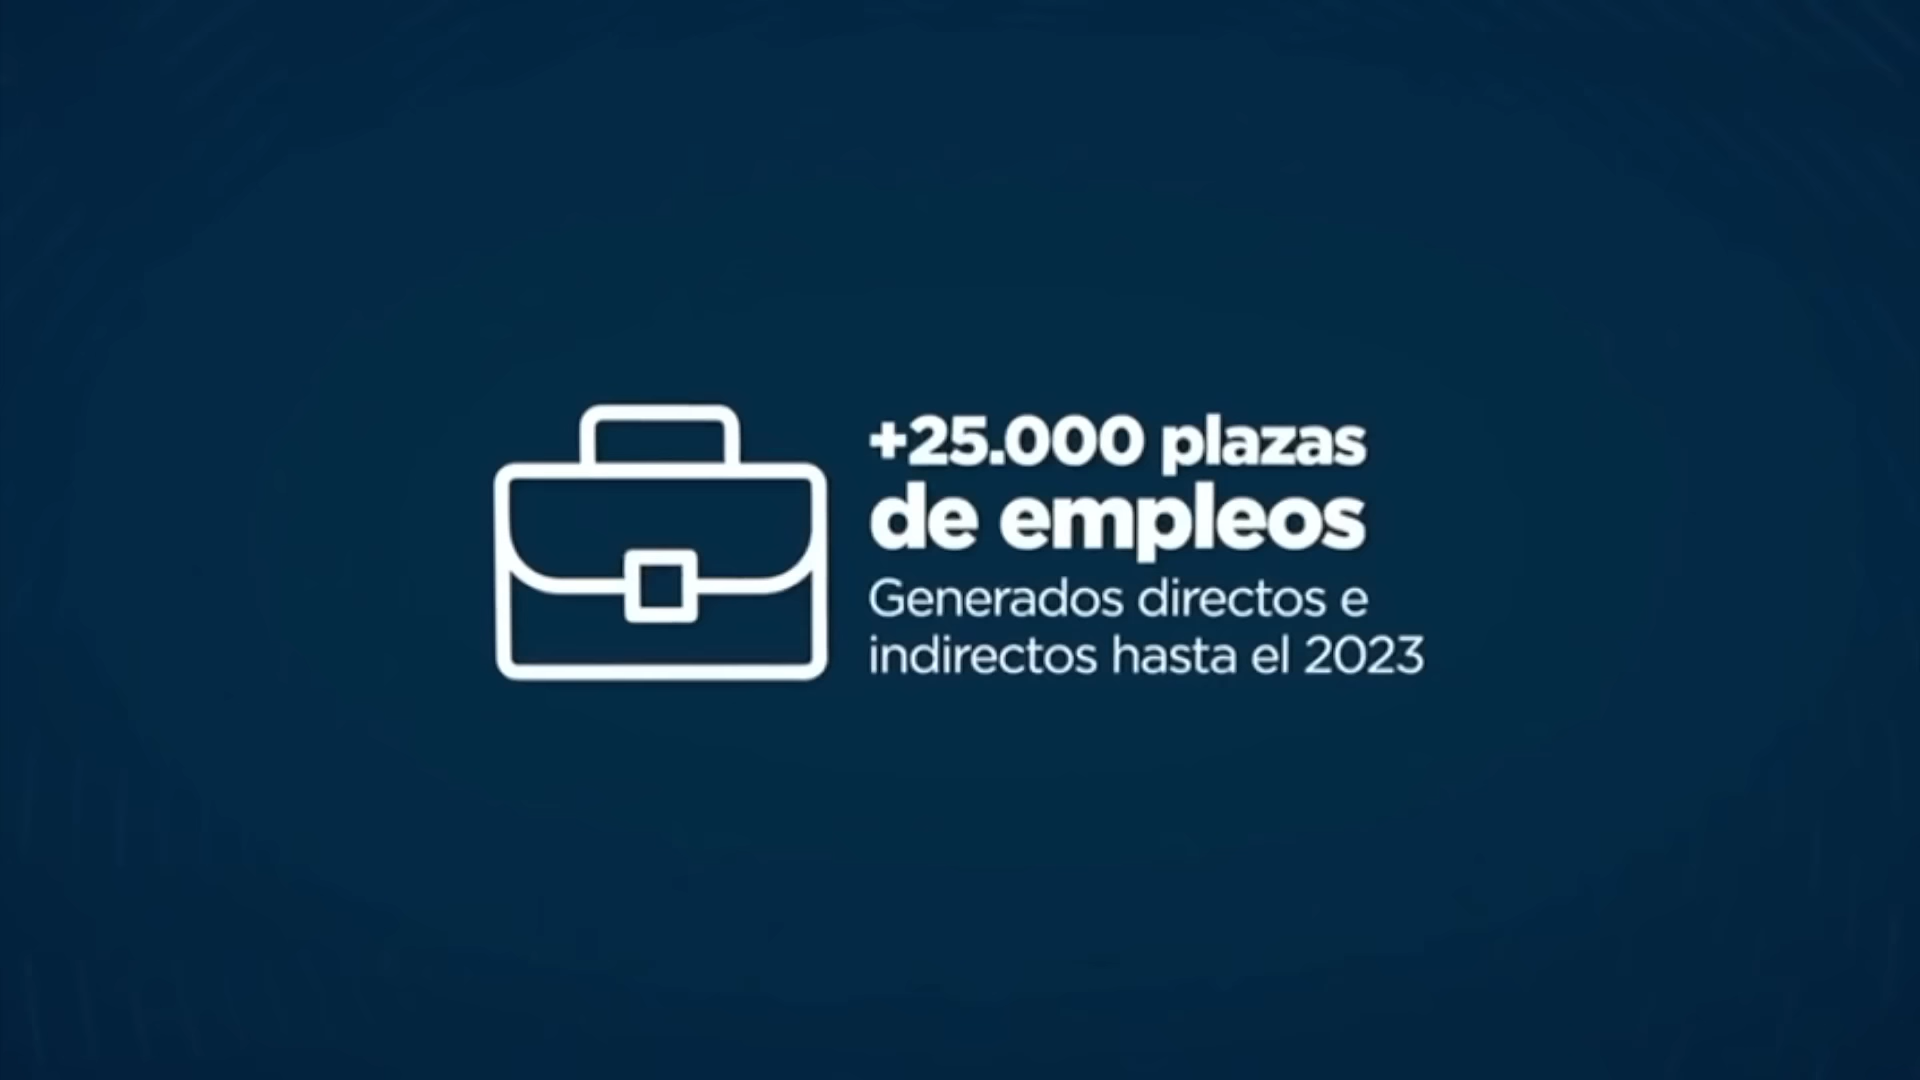 +25.000 plazas
de empleos
Generados directos e
indirectos hasta el 2023